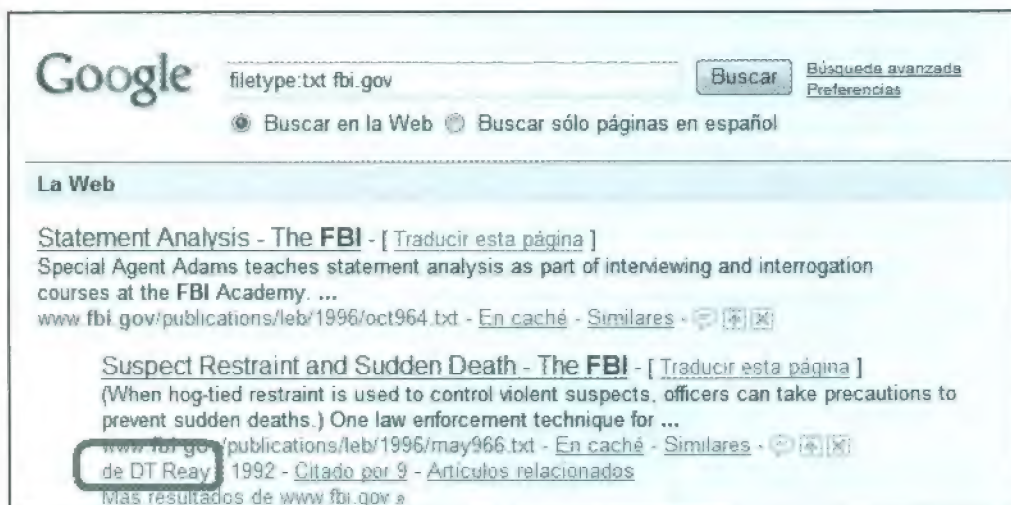 Google filetype:txt fbi.gov Buscar Búsqueda avanzada
Preferencias
Buscar en la Web Buscar sólo páginas en español
La Web
Statement Analysis - The FBI - [ Traducir esta página ]
Special Agent Adams teaches statement analysis as part of interviewing and interrogation
courses at the FBI Academy. ...
www.fbi.gov/publications/leb/1996/oct964.txt - En caché - Similares -
Suspect Restraint and Sudden Death - The FBI - [ Traducir esta página ]
(When hog-tied restraint is used to control violent suspects, officers can take precautions to
prevent sudden deaths.) One law enforcement technique for ...
www.fbi.gov/publications/leb/1996/may966.txt - En caché - Similares -
de DT Reay 1992 - Citado por 9 - Artículos relacionados
Más resultados de www.fbi.gov »